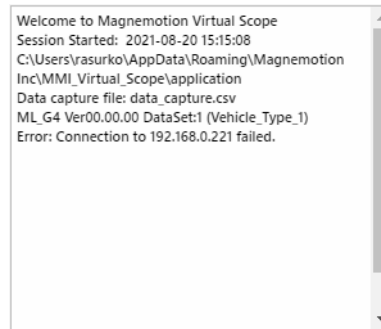 Welcome to Magnemotion Virtual Scope
Session Started:  2021-08-20 15:15:08
C:\Users\rasurko\AppData\Roaming\Magnemotion
Inc\MMI_Virtual_Scope\application
Data capture file: data_capture.csv
ML_G4 Ver00.00.00 DataSet:1 (Vehicle_Type_1)
Error: Connection to 192.168.0.221 failed.